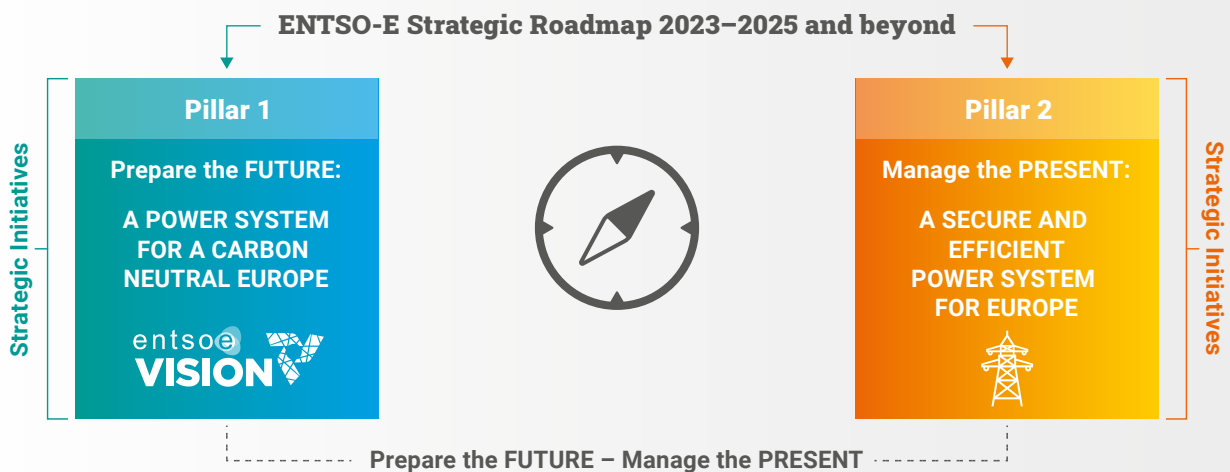 ENTSO-E Strategic Roadmap 2023–2025 and beyond
Strategic Initiatives
Pillar 1
Prepare the FUTURE:
A POWER SYSTEM
FOR A CARBON
NEUTRAL EUROPE
entsoe
VISION
Pillar 2
Manage the PRESENT:
A SECURE AND
EFFICIENT
POWER SYSTEM
FOR EUROPE
Strategic Initiatives
Prepare the FUTURE – Manage the PRESENT